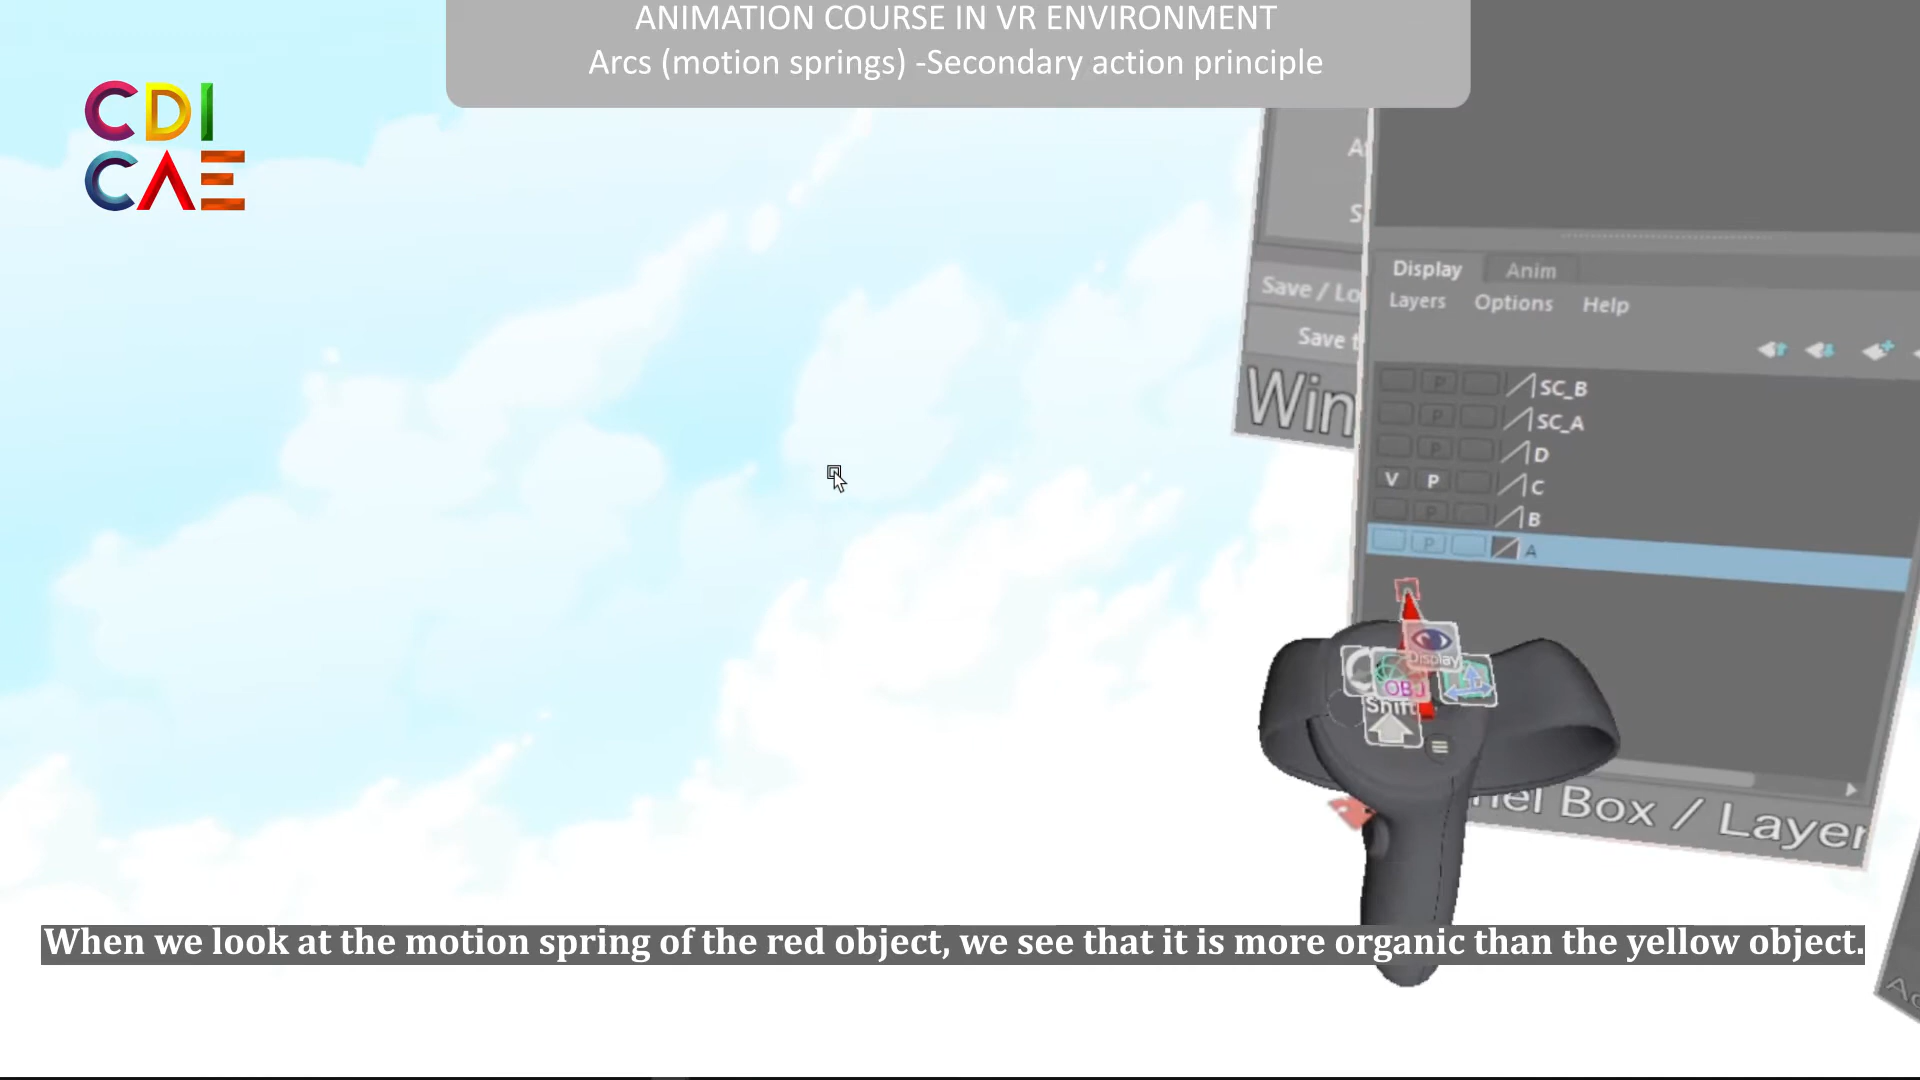 ANIMATION COURSE IN VR ENVIRONMENT
Arcs (motion springs) -Secondary action principle
CDI
CAE
Save / Lo
Save
Win
Display Anim
Layers Options Help
P SC_B
P SC_A
P D
V P C
P B
P A
Display
OBJ
Shift
nel Box / Layer
When we look at the motion spring of the red object, we see that it is more organic than the yellow object.